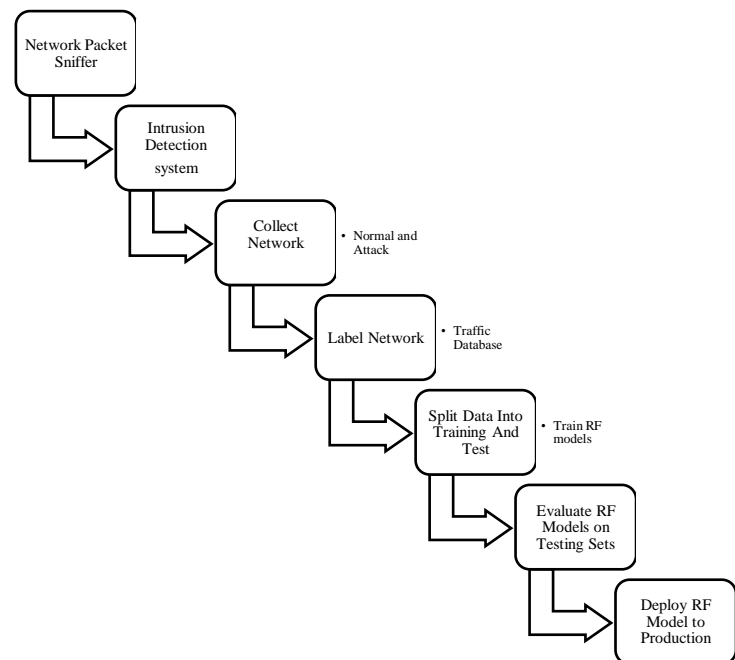 Network Packet
Sniffer
Intrusion
Detection
system
Collect
Network
• Normal and
Attack
Label Network
• Traffic
Database
Split Data Into
Training And
Test
• Train RF
models
Evaluate RF
Models on
Testing Sets
Deploy RF
Model to
Production